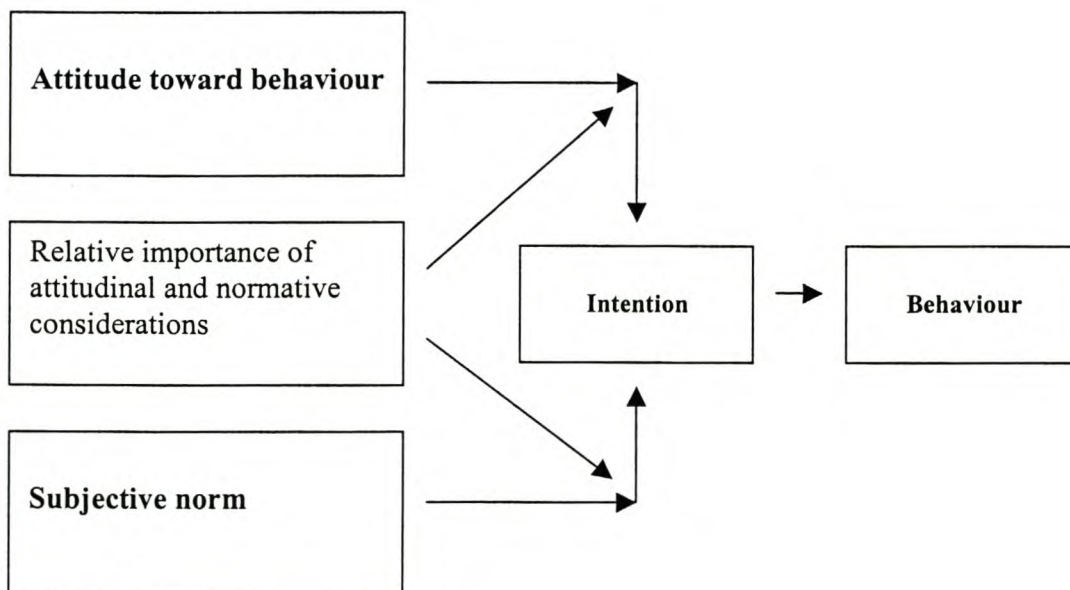 Attitude toward behaviour
Relative importance of
attitudinal and normative
considerations
Intention
Behaviour
Subjective norm